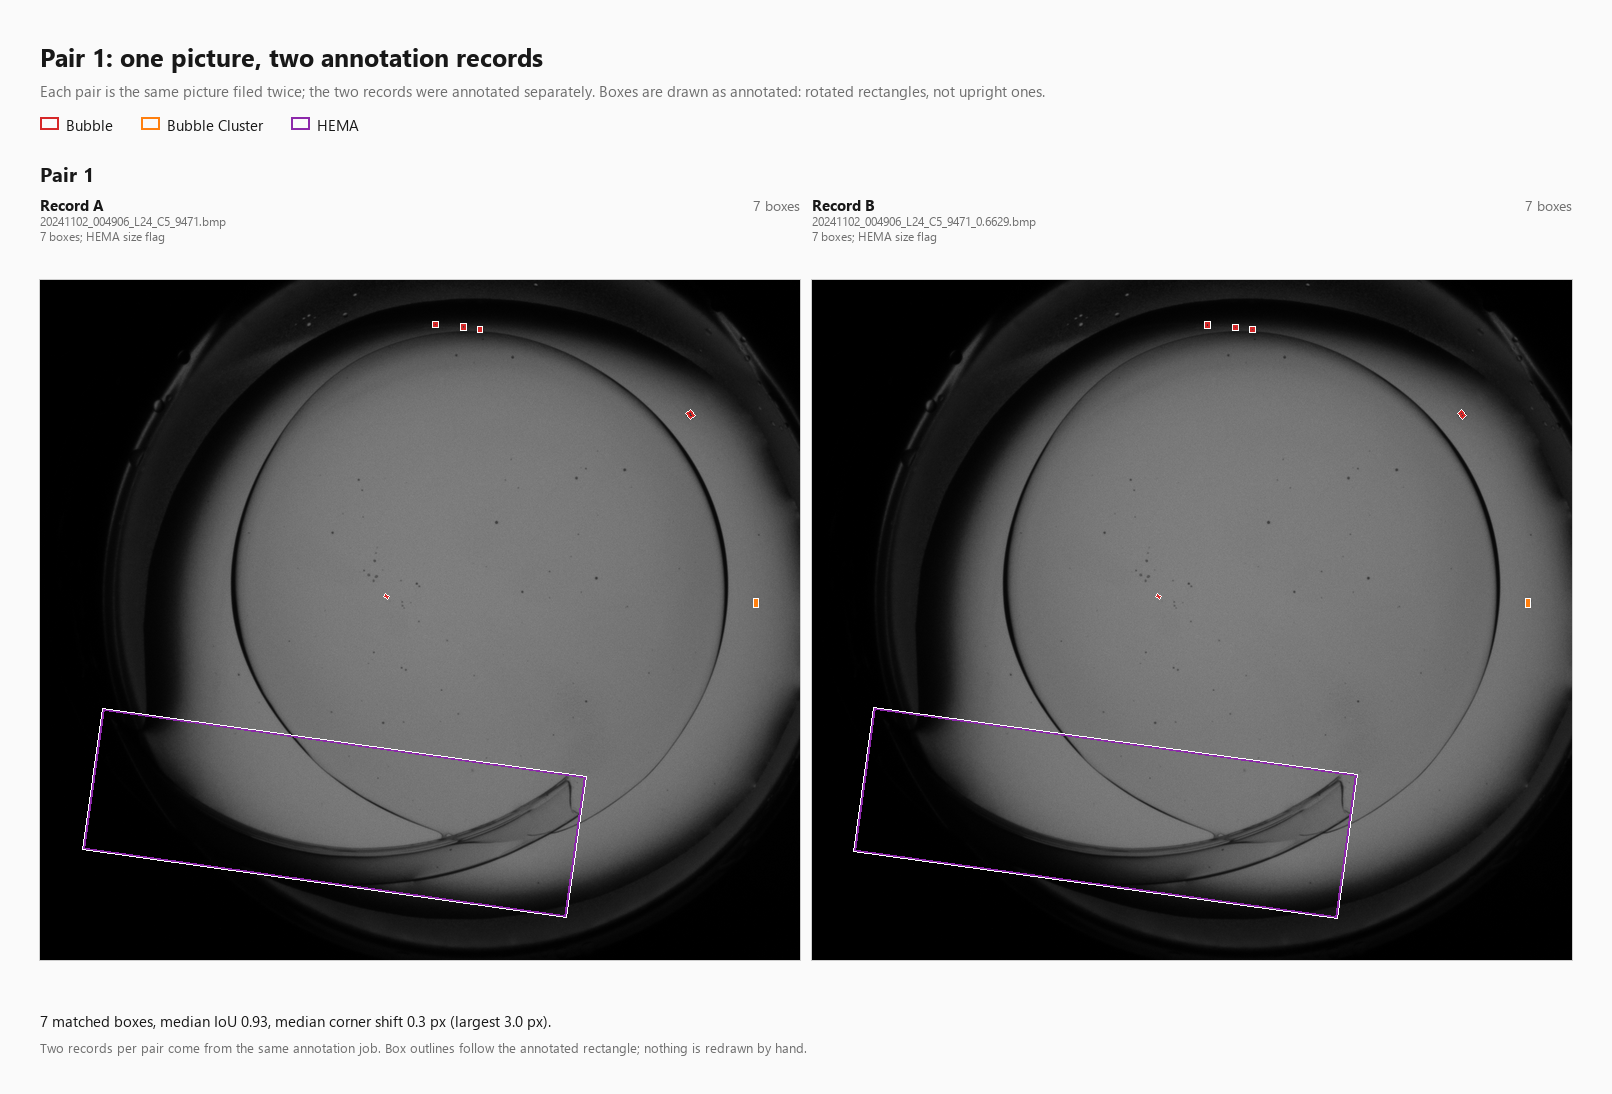 Pair 1: one picture, two annotation records
Each pair is the same picture filed twice; the two records were annotated separately. Boxes are drawn as annotated: rotated rectangles, not upright ones.
Bubble
Bubble Cluster
HEMA
Pair 1
Record A
7 boxes
20241102_004906_L24_C5_9471.bmp
7 boxes; HEMA size flag
Record B
7 boxes
20241102_004906_L24_C5_9471_0.6629.bmp
7 boxes; HEMA size flag
7 matched boxes, median IoU 0.93, median corner shift 0.3 px (largest 3.0 px).
Two records per pair come from the same annotation job. Box outlines follow the annotated rectangle; nothing is redrawn by hand.